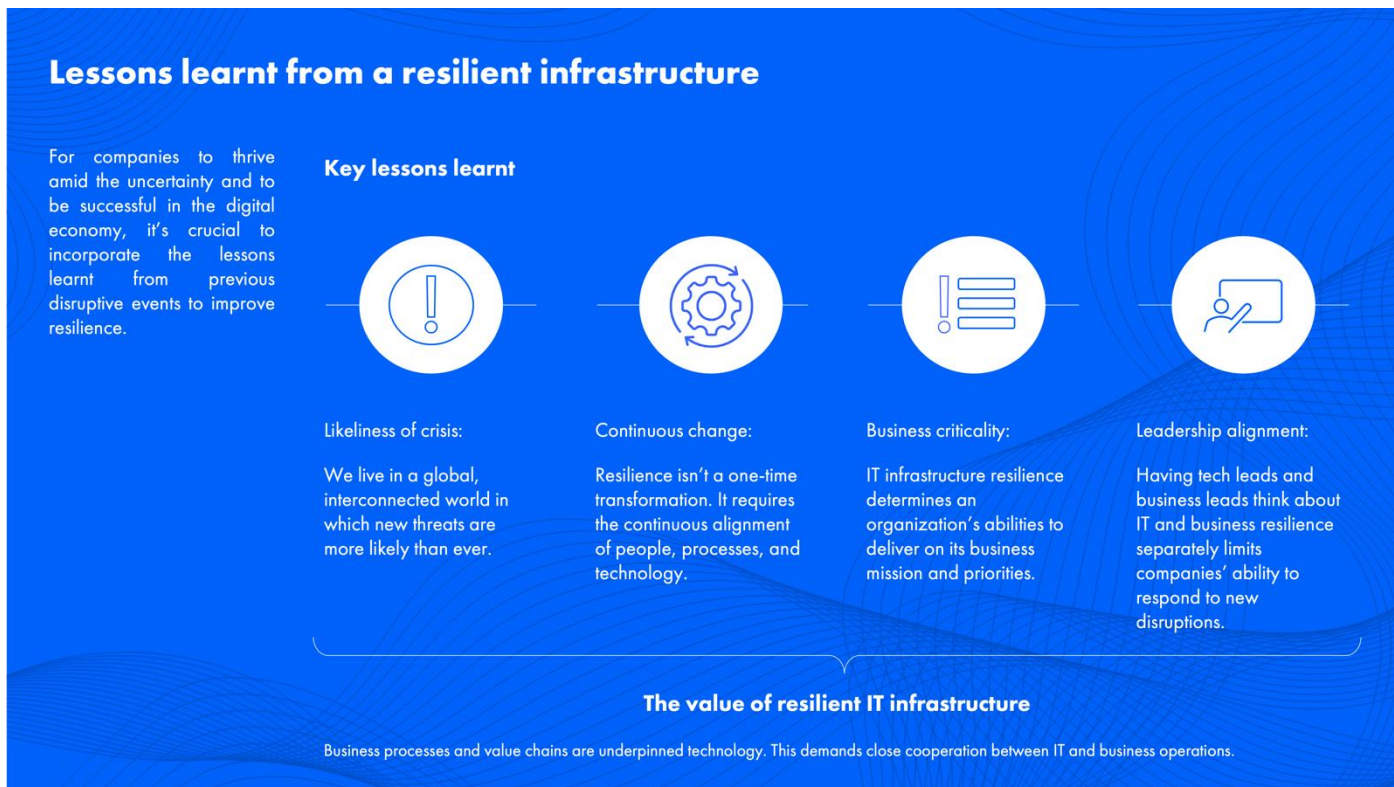 Lessons learnt from a resilient infrastructure
For companies to thrive
amid the uncertainty and to
be successful in the digital
economy, it's crucial to
incorporate the lessons
learnt from previous
disruptive events to improve
resilience.
Key lessons learnt
Likeliness of crisis:
We live in a global,
interconnected world in
which new threats are
more likely than ever.
Continuous change:
Resilience isn't a one-time
transformation. It requires
the continuous alignment
of people, processes, and
technology.
Business criticality:
IT infrastructure resilience
determines an
organization's abilities to
deliver on its business
mission and priorities.
Leadership alignment:
Having tech leads and
business leads think about
IT and business resilience
separately limits
companies' ability to
respond to new
disruptions.
The value of resilient IT infrastructure
Business processes and value chains are underpinned technology. This demands close cooperation between IT and business operations.